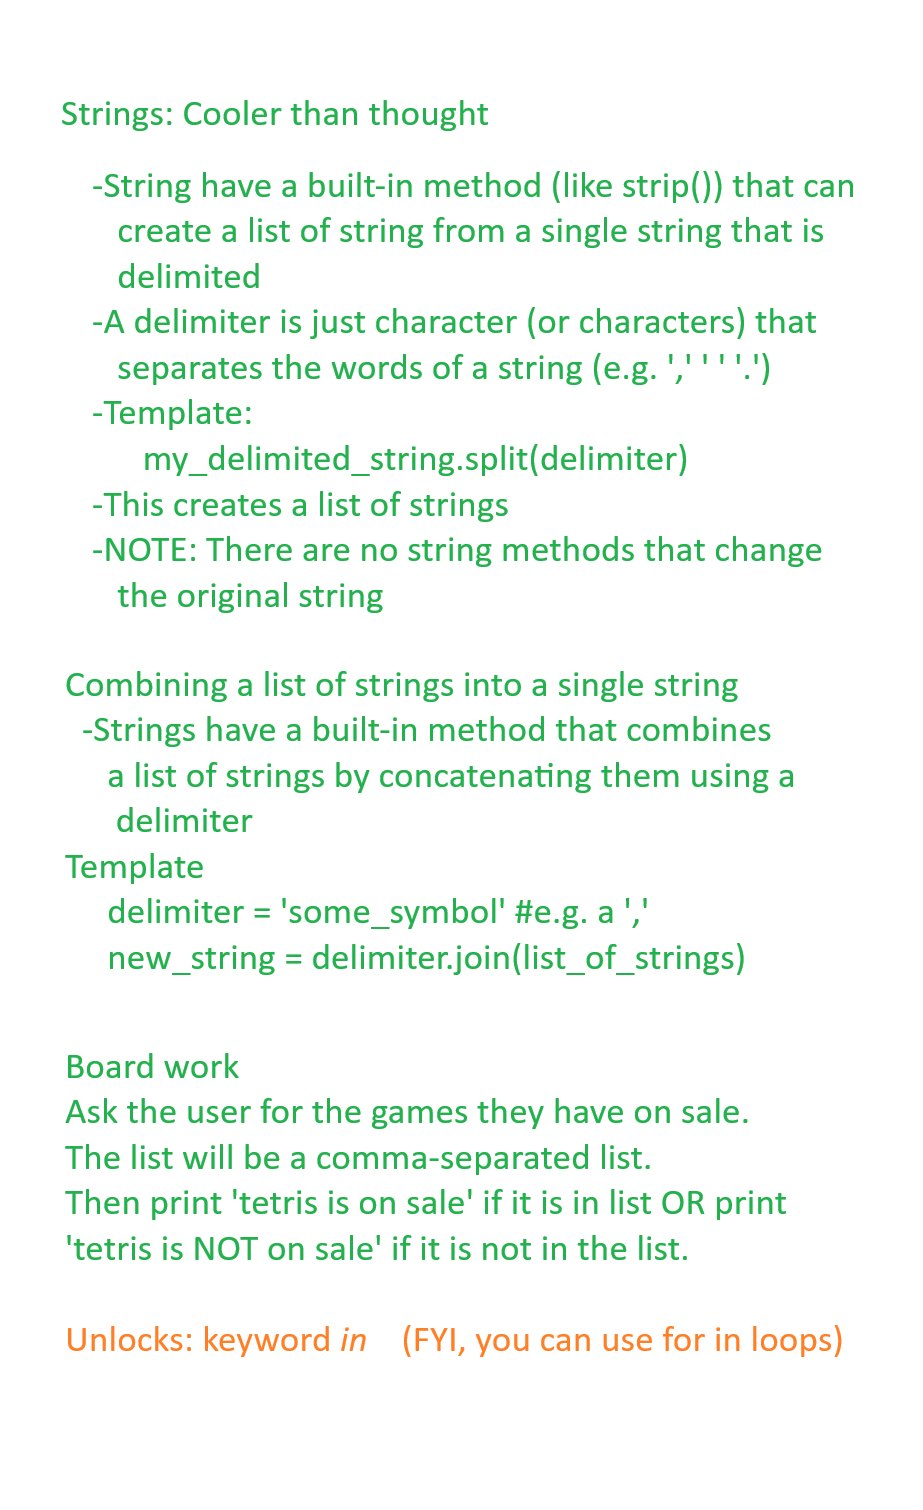 Strings: Cooler than thought
-String have a built-in method (like strip()) that can
create a list of string from a single string that is
delimited
-A delimiter is just character (or characters) that
separates the words of a string (e.g. ',' ' ' '.')
-Template:
my_delimited_string.split(delimiter)
-This creates a list of strings
-NOTE: There are no string methods that change
the original string
Combining a list of strings into a single string
-Strings have a built-in method that combines
a list of strings by concatenating them using a
delimiter
Template
delimiter = 'some_symbol' #e.g. a ','
new_string = delimiter.join(list_of_strings)
Board work
Ask the user for the games they have on sale.
The list will be a comma-separated list.
Then print 'tetris is on sale' if it is in list OR print
'tetris is NOT on sale' if it is not in the list.
Unlocks: keyword in (FYI, you can use for in loops)